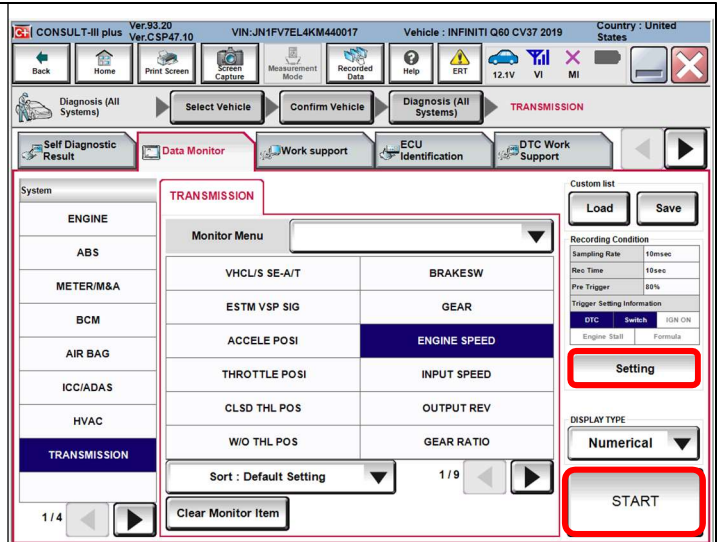 CONSULT-III plus
Ver.93.20
Ver.CSP47.10
VIN:JN1FV7EL4KM440017
Vehicle : INFINITI Q60 CV37 2019
Country : United
States
Back
Home
Print Screen
Screen
Capture
Measurement
Mode
Recorded
Data
Help
ERT
12.1V
VI
MI
Diagnosis (All
Systems)
Select Vehicle
Confirm Vehicle
Diagnosis (All
Systems)
TRANSMISSION
Self Diagnostic
Result
Data Monitor
Work support
ECU
Identification
DTC Work
Support
System
ENGINE
ABS
METER/M&A
BCM
AIR BAG
ICC/ADAS
HVAC
TRANSMISSION
1/4
TRANSMISSION
Monitor Menu
VHCL/S SE-A/T
BRAKESW
ESTM VSP SIG
GEAR
ACCELE POSI
ENGINE SPEED
THROTTLE POSI
INPUT SPEED
CLSD THL POS
OUTPUT REV
W/O THL POS
GEAR RATIO
Sort : Default Setting
1/9
Clear Monitor Item
Custom list
Load
Save
Recording Condition
Sampling Rate
10msec
Rec Time
10sec
Pre Trigger
80%
Trigger Setting Information
DTC
Switch
IGN ON
Engine Stall
Formula
Setting
DISPLAY TYPE
Numerical
START